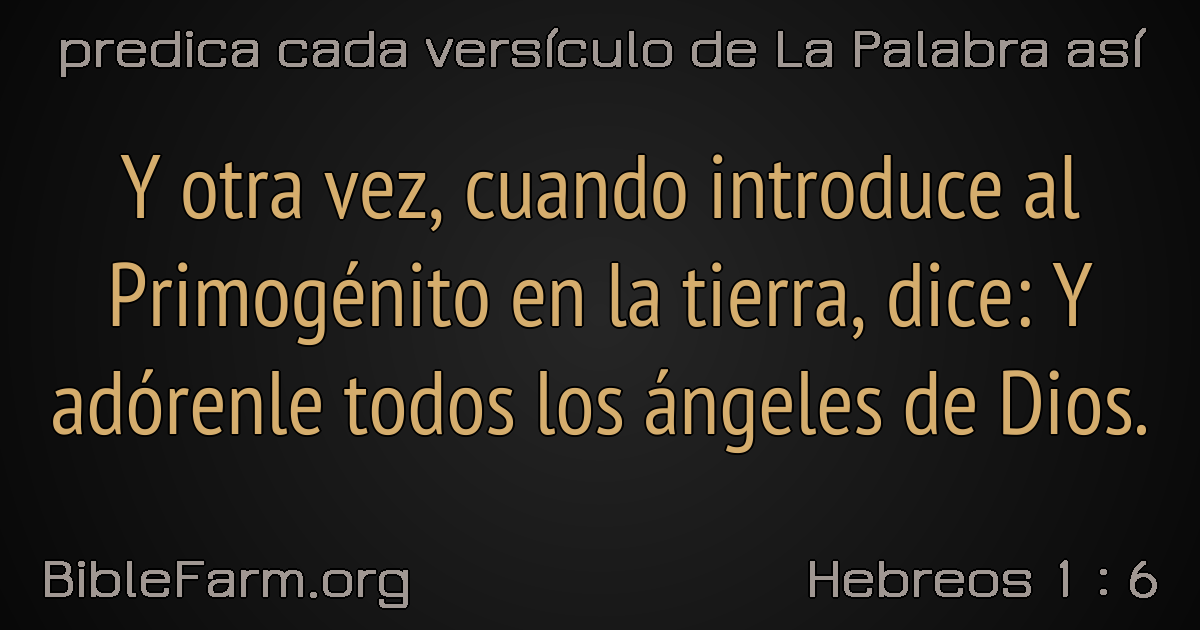 predica cada versículo de La Palabra así
Y otra vez, cuando introduce al
Primogénito en la tierra, dice: Y
adórenle todos los ángeles de Dios.
BibleFarm.org
Hebreos 1 : 6